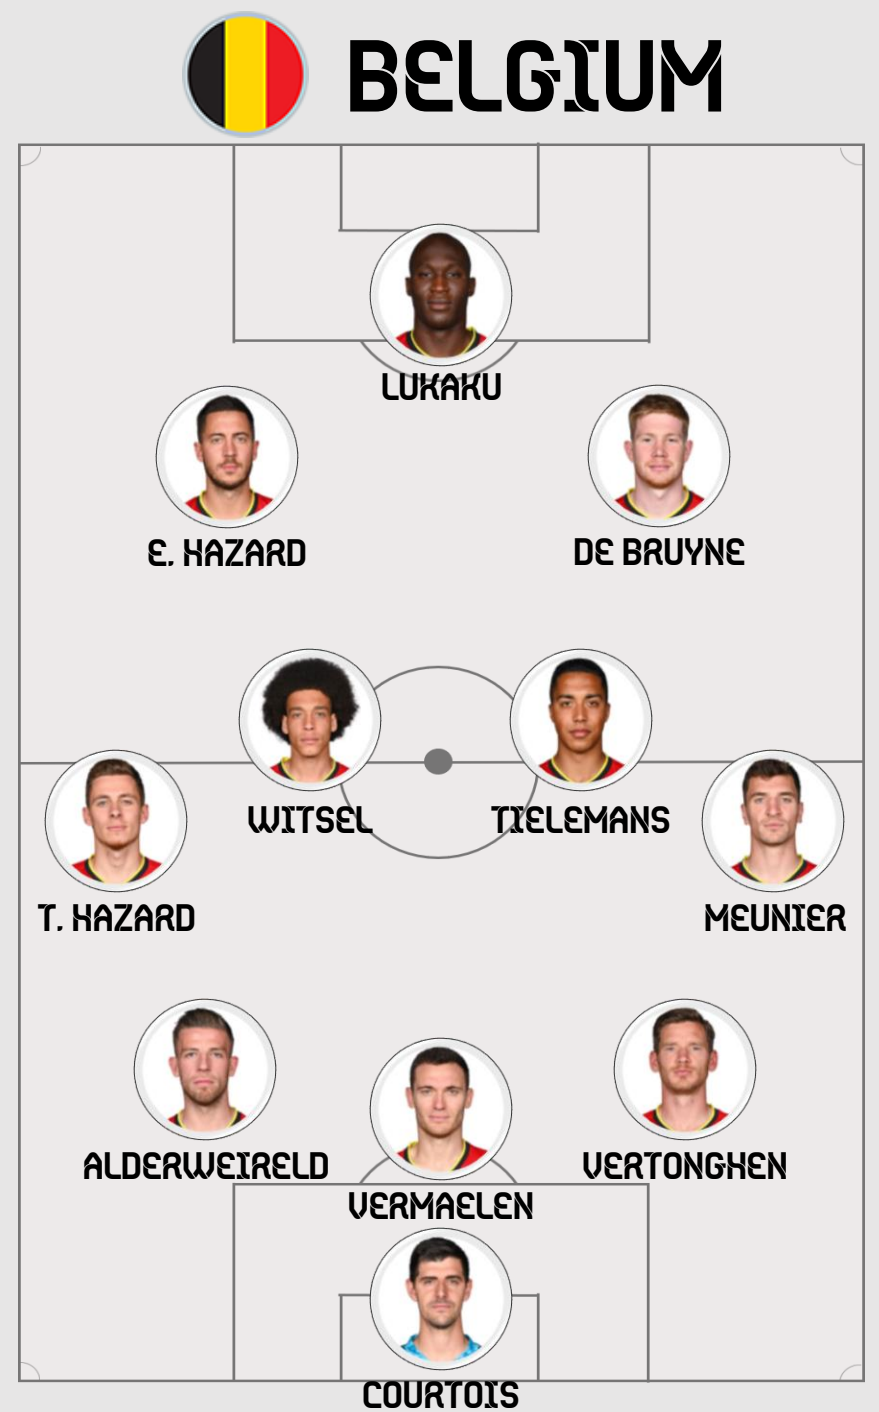 BELGIUM
LUKAKU
E. HAZARD
DE BRUYNE
WITSEL
TIELEMANS
T. HAZARD
MEUNIER
ALDERWEIRELD
VERTONGHEN
VERMAELEN
COURTOIS